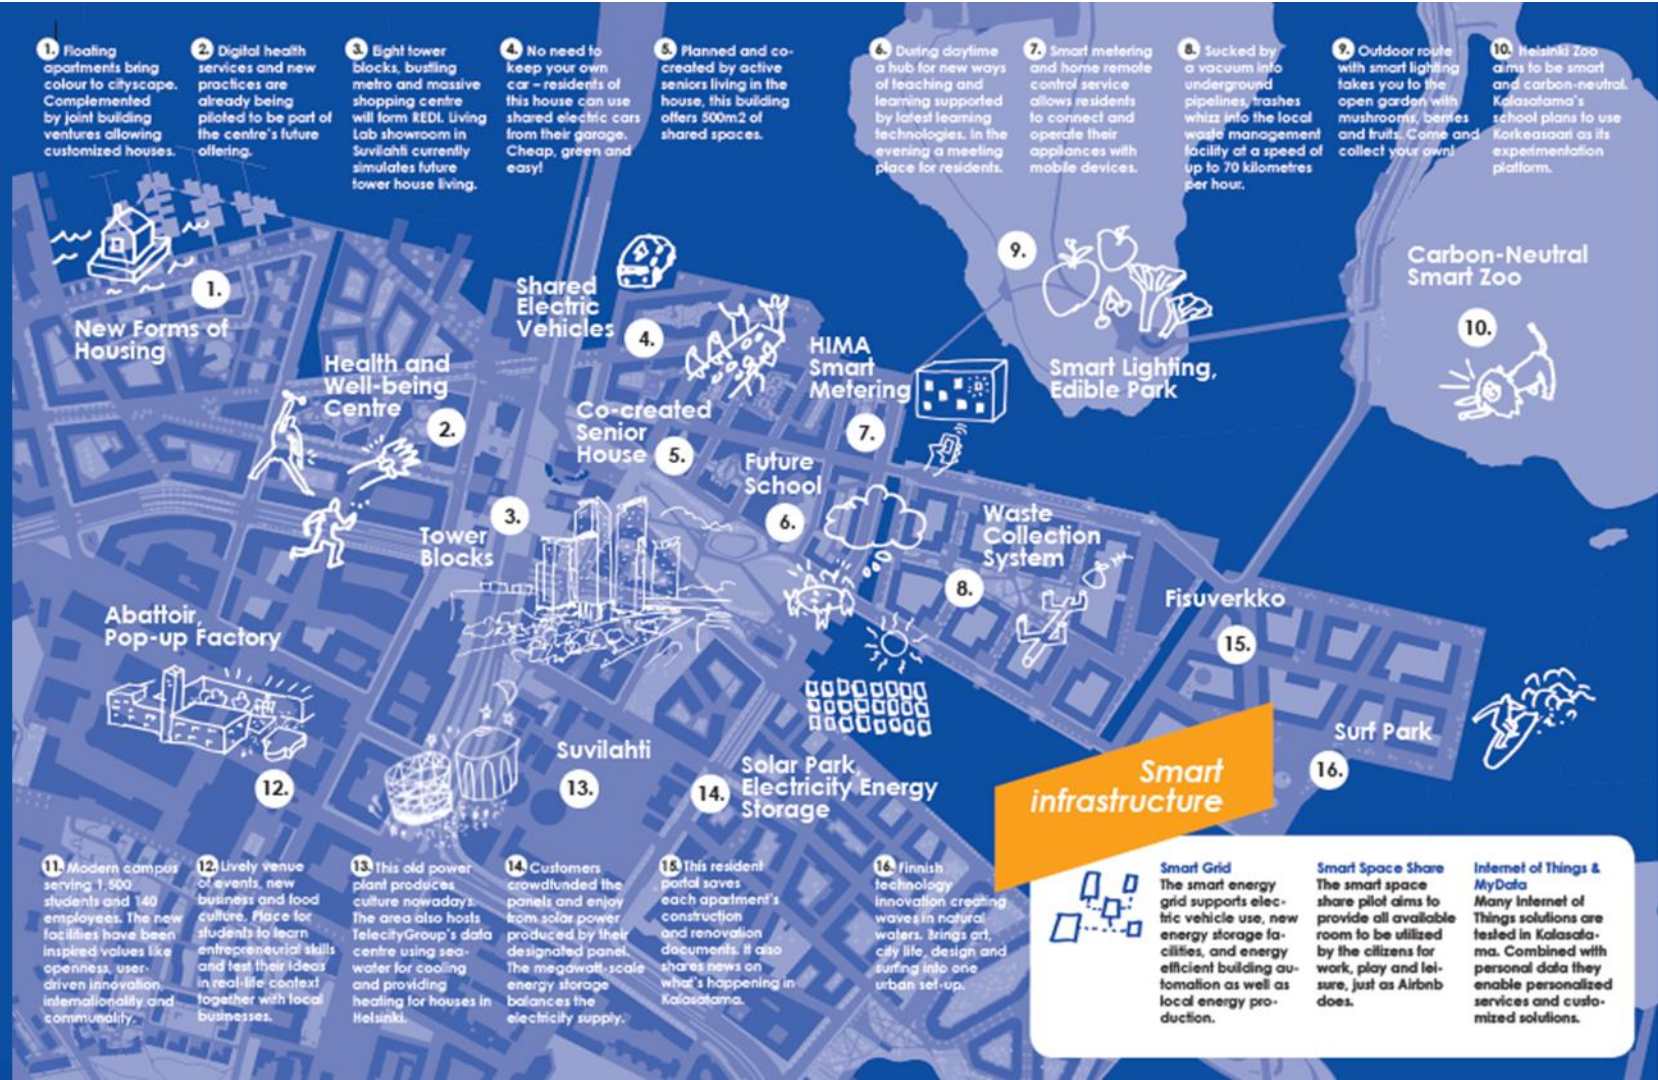 1. Floating
apartments bring
colour to cityscape.
Complemented
by joint building
ventures allowing
customized houses.
2. Digital health
services and new
practices are
already being
piloted to be part of
the centre's future
offering.
3. Eight tower
blocks, bustling
metro and massive
shopping centre
will form REDI. Living
Lab showroom in
Suvilahti currently
simulates future
tower house living.
4. No need to
keep your own
car – residents of
this house can use
shared electric cars
from their garage.
Cheap, green and
easy!
5. Planned and co-
created by active
seniors living in the
house, this building
offers 500m2 of
shared spaces.
6. During daytime
a hub for new ways
of teaching and
learning supported
by latest learning
technologies. In the
evening a meeting
place for residents.
7. Smart metering
and home remote
control service
allows residents
to connect and
operate their
appliances with
mobile devices.
8. Sucked by
a vacuum into
underground
pipelines, trashes
whizz into the local
waste management
facility at a speed of
up to 70 kilometres
per hour.
9. Outdoor route
with smart lighting
takes you to the
open garden with
mushrooms, berries
and fruits. Come and
collect your own!
10. Helsinki Zoo
aims to be smart
and carbon-neutral.
Kalasatama's
school plans to use
Korkeasaari as its
experimentation
platform.
1.
New Forms of
Housing
Health and
Well-being
Centre
2.
Shared
Electric
Vehicles
4.
Co-created
Senior
House
5.
HIMA
Smart
Metering
7.
9.
Smart Lighting,
Edible Park
Carbon-Neutral
Smart Zoo
10.
Future
School
6.
3.
Tower
Blocks
Waste
Collection
System
8.
Fisuverkko
15.
Abattoir,
Pop-up Factory
12.
Suvilahti
13.
14.
Solar Park,
Electricity Energy
Storage
Surf Park
16.
Smart
infrastructure
11. Modern campus
serving 1,500
students and 140
employees. The new
facilities have been
inspired values like
openness, user-
driven innovation,
internationality and
communality.
12. Lively venue
of events, new
business and food
culture. Place for
students to learn
entrepreneurial skills
and test their ideas
in real-life context
together with local
businesses.
13. This old power
plant produces
culture nowadays.
The area also hosts
TelecityGroup's data
centre using sea-
water for cooling
and providing
heating for houses in
Helsinki.
14. Customers
crowdfunded the
panels and enjoy
from solar power
produced by their
designated panel.
The megawatt-scale
energy storage
balances the
electricity supply.
15. This resident
portal saves
each apartment's
construction
and renovation
documents. It also
shares news on
what's happening in
Kalasatama.
16. Finnish
technology
innovation creating
waves in natural
waters. Brings art,
city life, design and
surfing into one
urban set-up.
Smart Grid
The smart energy
grid supports elec-
tric vehicle use, new
energy storage fa-
cilities, and energy
efficient building au-
tomation as well as
local energy pro-
duction.
Smart Space Share
The smart space
share pilot aims to
provide all available
room to be utilized
by the citizens for
work, play and lei-
sure, just as Airbnb
does.
Internet of Things &
MyData
Many Internet of
Things solutions are
tested in Kalasata-
ma. Combined with
personal data they
enable personalized
services and custo-
mized solutions.